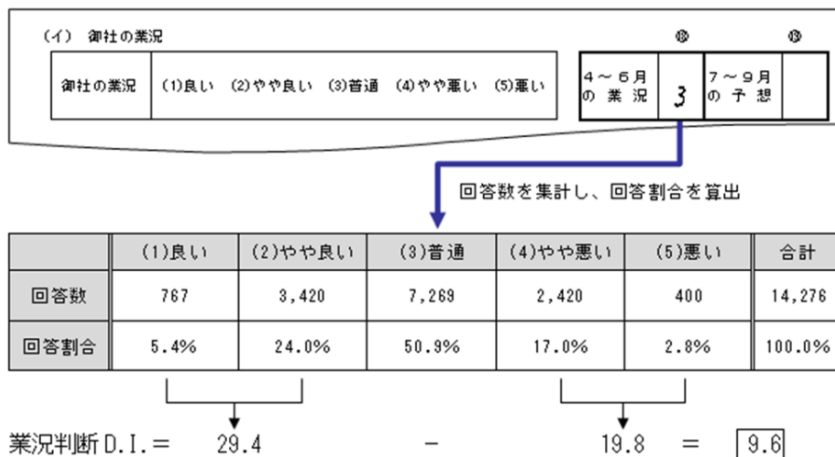 (イ) 御社の業況
⑱ ⑲
御社の業況 (1)良い (2)やや良い (3)普通 (4)やや悪い (5)悪い
4～6月の業況 3 7～9月の予想
回答数を集計し、回答割合を算出
(1)良い (2)やや良い (3)普通 (4)やや悪い (5)悪い 合計
回答数 767 3,420 7,269 2,420 400 14,276
回答割合 5.4% 24.0% 50.9% 17.0% 2.8% 100.0%
業況判断D.I.= 29.4 － 19.8 = 9.6